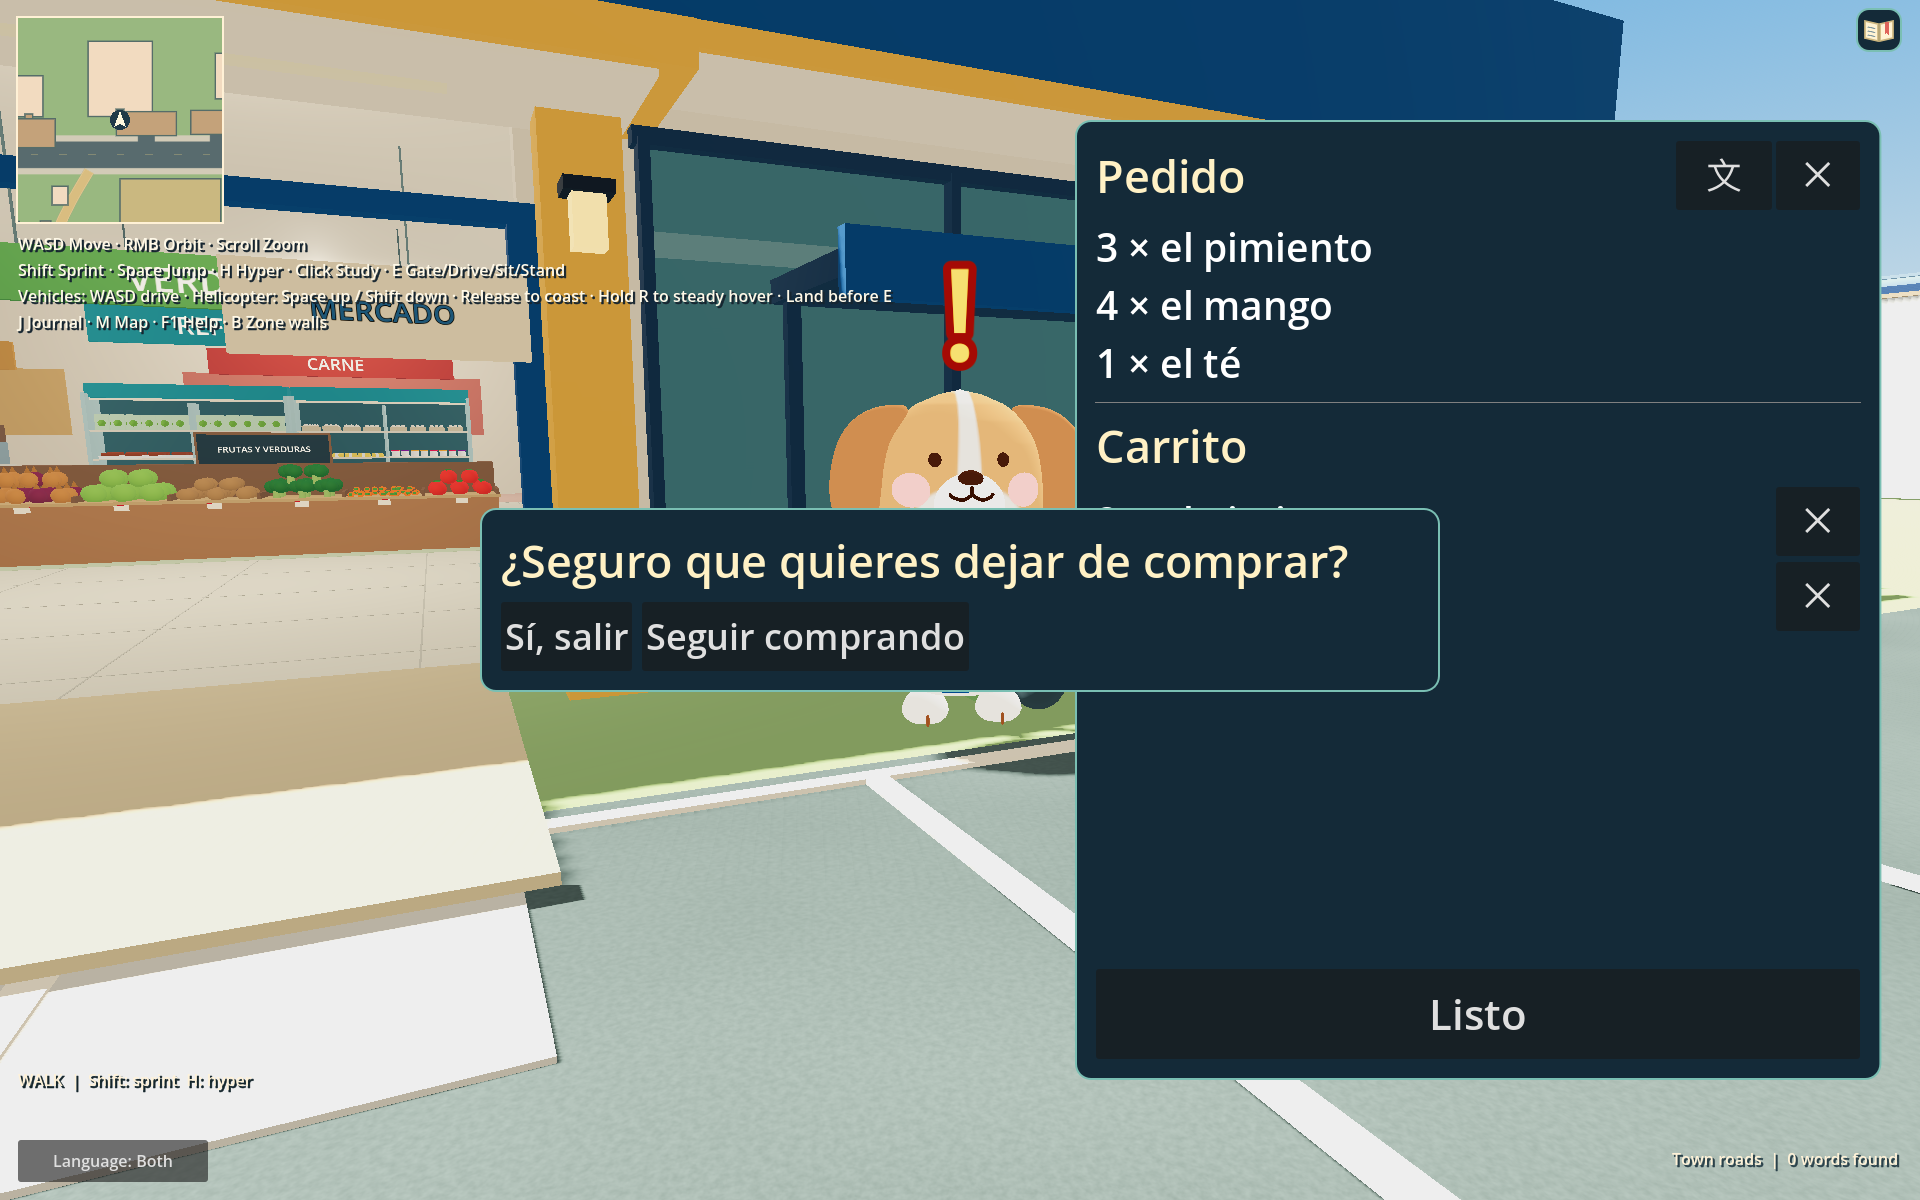 WASD Move · RMB Orbit · Scroll Zoom
Shift Sprint · Space Jump · H Hyper · Click Study · E Gate/Drive/Sit/Stand
Vehicles: WASD drive · Helicopter: Space up / Shift down · Release to coast · Hold R to steady hover · Land before E
J Journal · M Map · F1 Help · B Zone walls
MERCADO
CARNE
FRUTAS Y VERDURAS
Pedido
文
3 × el pimiento
4 × el mango
1 × el té
Carrito
¿Seguro que quieres dejar de comprar?
Sí, salir
Seguir comprando
Listo
WALK | Shift: sprint H: hyper
Language: Both
Town roads | 0 words found